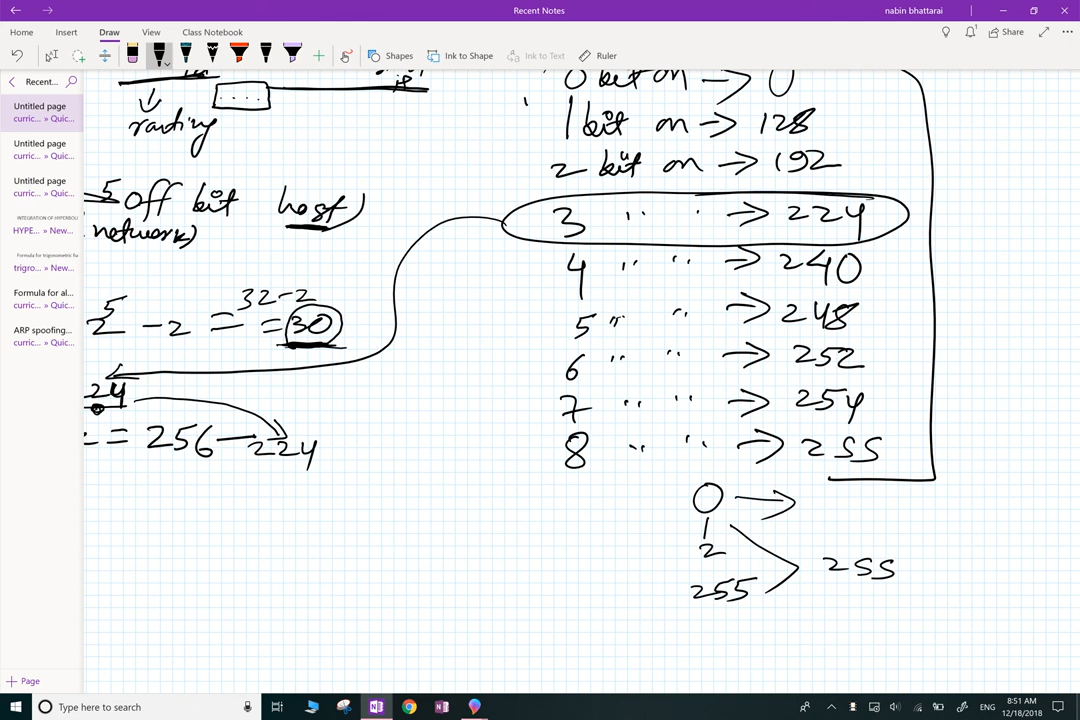 Recent Notes
nabin bhattarai
Home Insert Draw View Class Notebook
Share
Shapes Ink to Shape Ink to Text Ruler
Recent...
Untitled page
curric... » Quic...
Untitled page
curric... » Quic...
Untitled page
curric... » Quic...
INTEGRATION OF HYPERBOL
HYPE... » New...
Formula for trigonometric fu
trigro... » New...
Formula for al...
curric... » Quic...
ARP spoofing...
curric... » Quic...
+ Page
....
routing
5 off bit host)
network)
2^5 - 2 = 32-2
= 30
24
= 256 - 224
0 bit on → 0
1 bit on → 128
2 bit on → 192
3 " " → 224
4 " " → 240
5 " " → 248
6 " " → 252
7 " " → 254
8 " " → 255
0 →
1
2
255
255
Type here to search
ENG
8:51 AM
12/18/2018